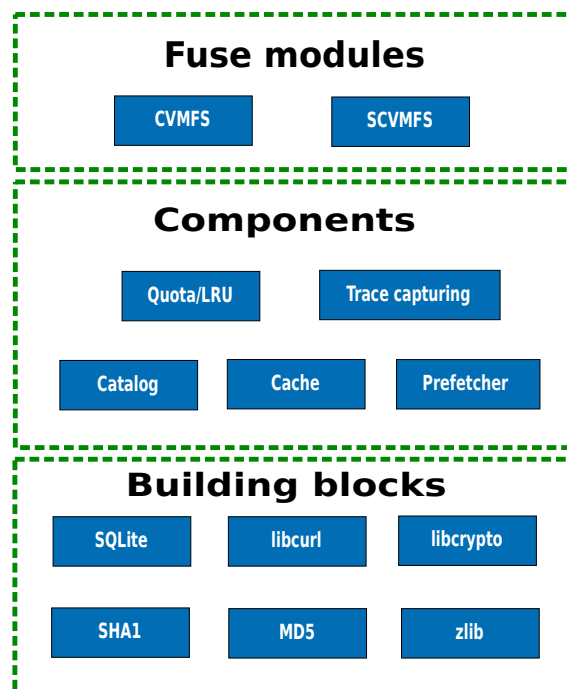 Fuse modules
CVMFS SCVMFS
Components
Quota/LRU Trace capturing
Catalog Cache Prefetcher
Building blocks
SQLite libcurl libcrypto
SHA1 MD5 zlib